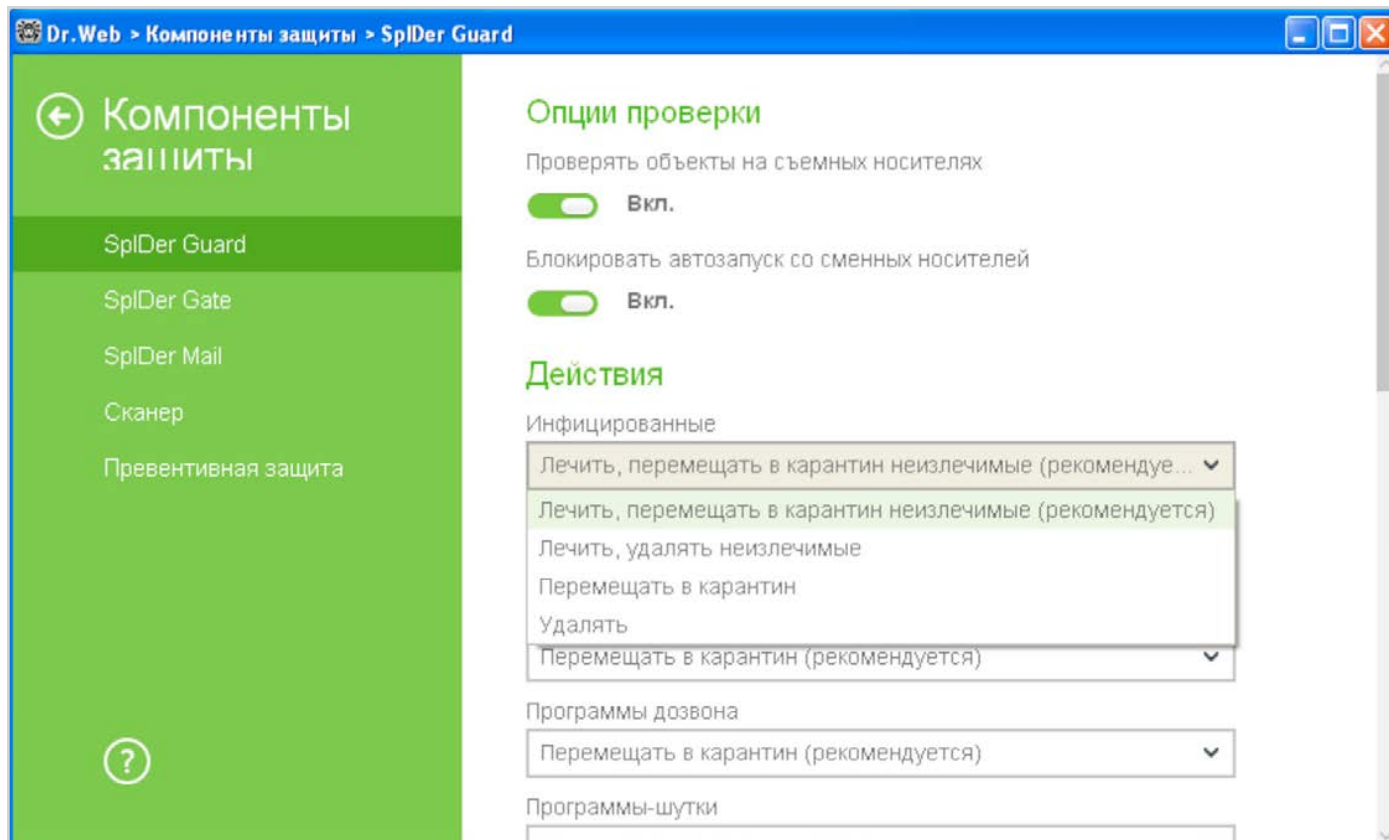 Dr.Web > Компоненты защиты > SpIDer Guard
Компоненты
защиты
SpIDer Guard
SpIDer Gate
SpIDer Mail
Сканер
Превентивная защита
?
Опции проверки
Проверять объекты на съемных носителях
Вкл.
Блокировать автозапуск со сменных носителей
Вкл.
Действия
Инфицированные
Лечить, перемещать в карантин неизлечимые (рекомендуе...
Лечить, перемещать в карантин неизлечимые (рекомендуется)
Лечить, удалять неизлечимые
Перемещать в карантин
Удалять
Перемещать в карантин (рекомендуется)
Программы дозвона
Перемещать в карантин (рекомендуется)
Программы-шутки